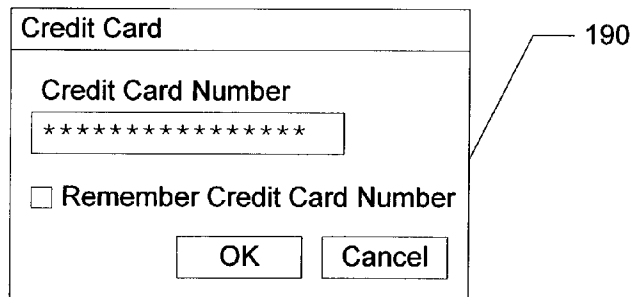 Credit Card
190
Credit Card Number
****************
Remember Credit Card Number
OK Cancel